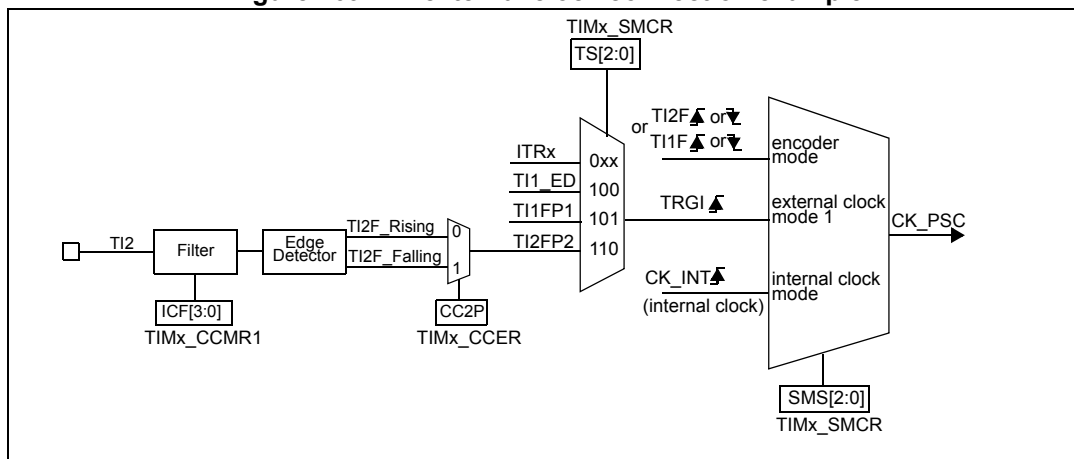 TIMx_SMCR
TS[2:0]
or TI2F or
TI1F or
encoder
mode
ITRx
0xx
TI1_ED
100
TI1FP1
101
TI2FP2
110
TRGI
external clock
mode 1
CK_PSC
TI2
Filter
Edge
Detector
TI2F_Rising
TI2F_Falling
0
1
CK_INT
(internal clock)
internal clock
mode
ICF[3:0]
TIMx_CCMR1
CC2P
TIMx_CCER
SMS[2:0]
TIMx_SMCR